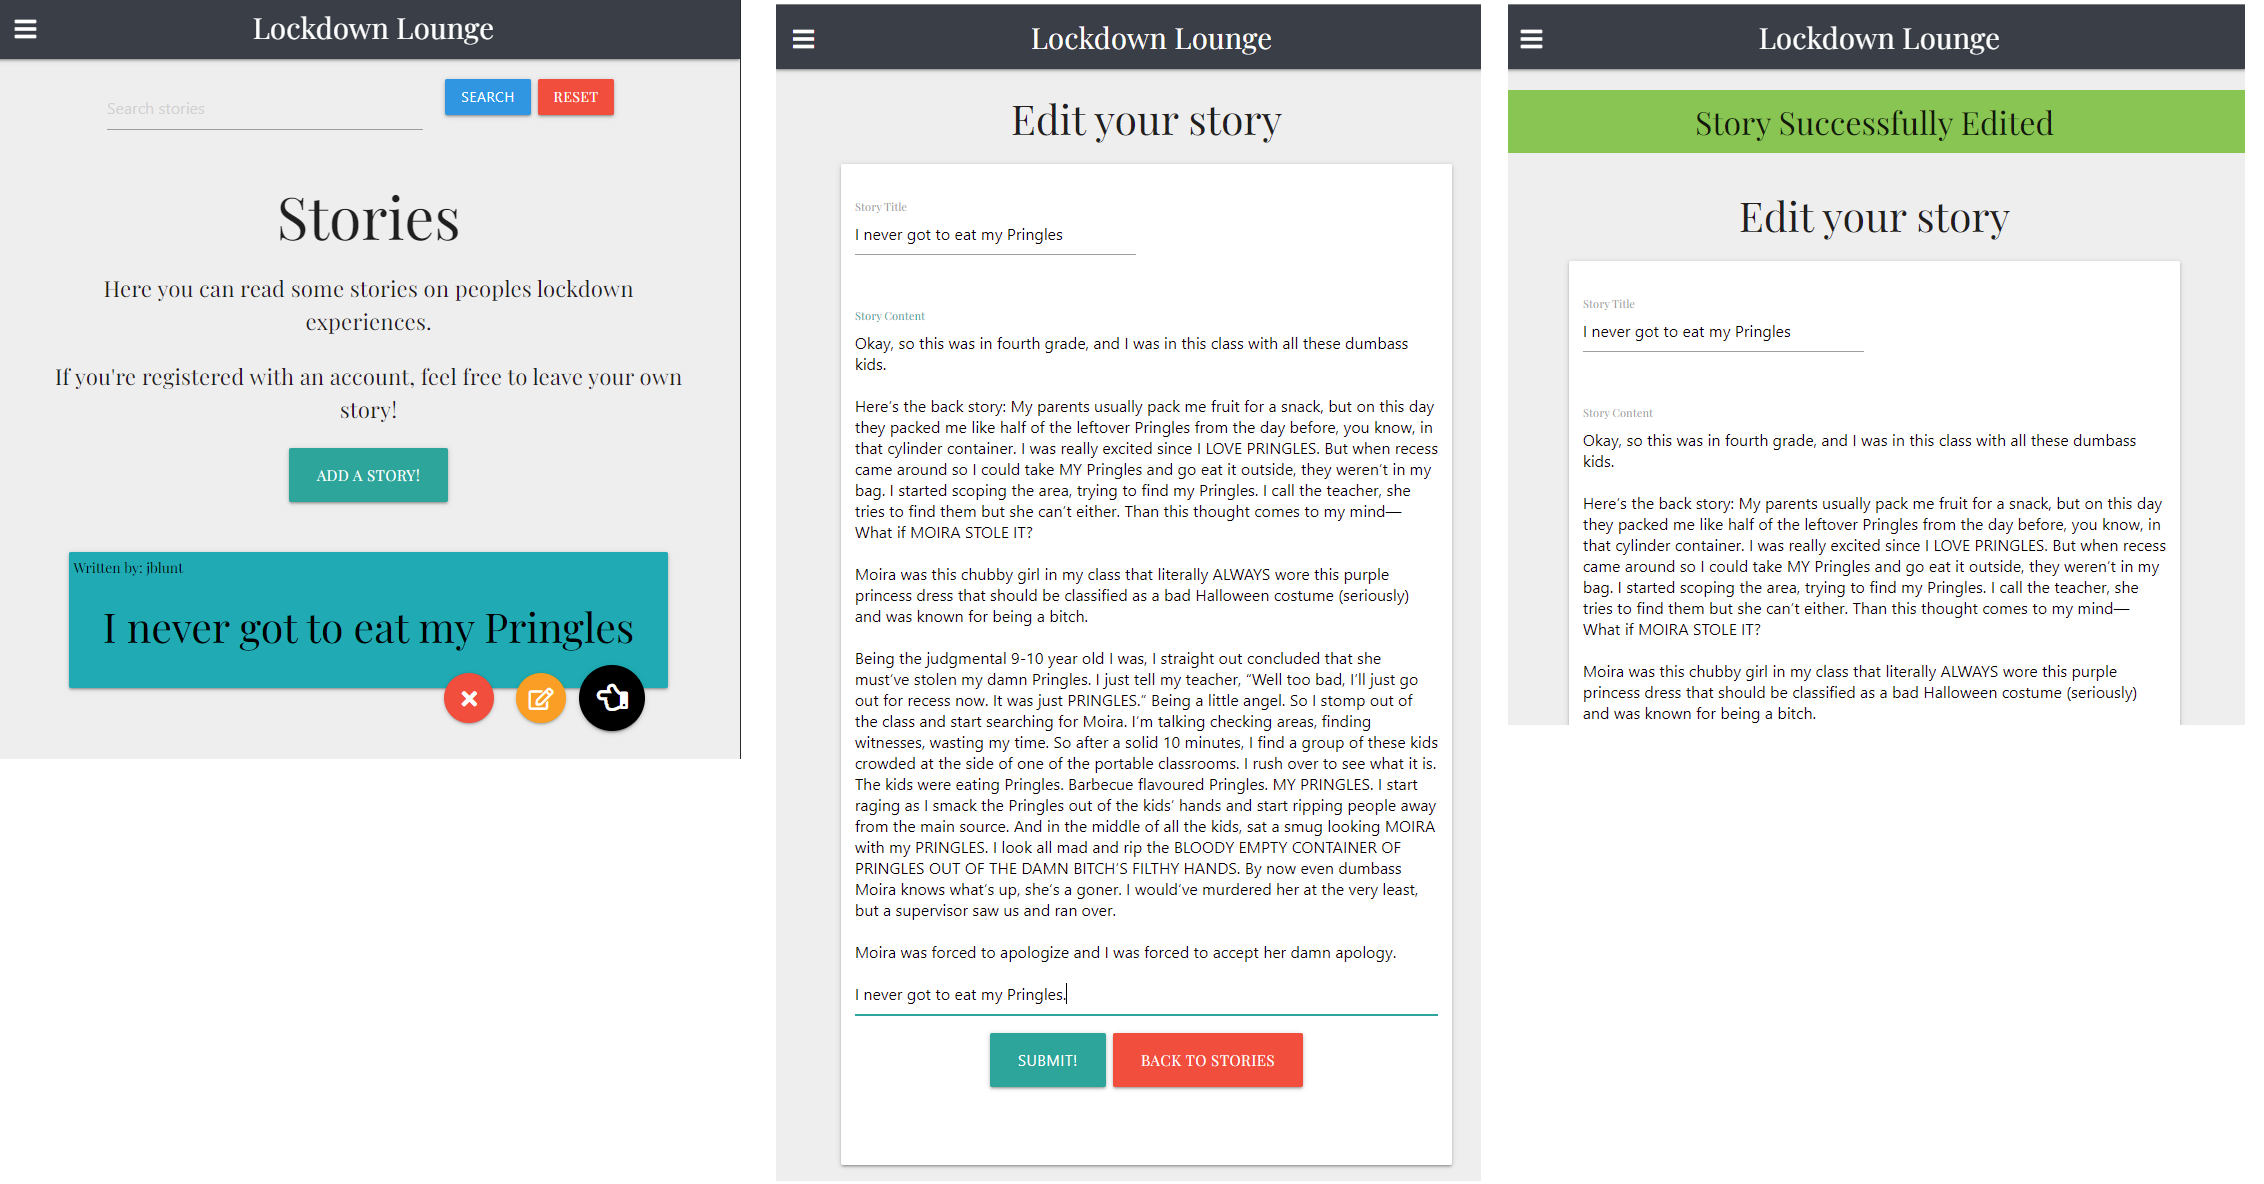 Lockdown Lounge
Search stories
SEARCH
RESET
Stories
Here you can read some stories on peoples lockdown
experiences.
If you're registered with an account, feel free to leave your own
story!
ADD A STORY!
Written by: jblunt
I never got to eat my Pringles
Lockdown Lounge
Edit your story
Story Title
I never got to eat my Pringles
Story Content
Okay, so this was in fourth grade, and I was in this class with all these dumbass
kids.
Here's the back story: My parents usually pack me fruit for a snack, but on this day
they packed me like half of the leftover Pringles from the day before, you know, in
that cylinder container. I was really excited since I LOVE PRINGLES. But when recess
came around so I could take MY Pringles and go eat it outside, they weren't in my
bag. I started scoping the area, trying to find my Pringles. I call the teacher, she
tries to find them but she can't either. Than this thought comes to my mind—
What if MOIRA STOLE IT?
Moira was this chubby girl in my class that literally ALWAYS wore this purple
princess dress that should be classified as a bad Halloween costume (seriously)
and was known for being a bitch.
Being the judgmental 9-10 year old I was, I straight out concluded that she
must've stolen my damn Pringles. I just tell my teacher, "Well too bad, I'll just go
out for recess now. It was just PRINGLES." Being a little angel. So I stomp out of
the class and start searching for Moira. I'm talking checking areas, finding
witnesses, wasting my time. So after a solid 10 minutes, I find a group of these kids
crowded at the side of one of the portable classrooms. I rush over to see what it is.
The kids were eating Pringles. Barbecue flavoured Pringles. MY PRINGLES. I start
raging as I smack the Pringles out of the kids' hands and start ripping people away
from the main source. And in the middle of all the kids, sat a smug looking MOIRA
with my PRINGLES. I look all mad and rip the BLOODY EMPTY CONTAINER OF
PRINGLES OUT OF THE DAMN BITCH'S FILTHY HANDS. By now even dumbass
Moira knows what's up, she's a goner. I would've murdered her at the very least,
but a supervisor saw us and ran over.
Moira was forced to apologize and I was forced to accept her damn apology.
I never got to eat my Pringles.
SUBMIT!
BACK TO STORIES
Lockdown Lounge
Story Successfully Edited
Edit your story
Story Title
I never got to eat my Pringles
Story Content
Okay, so this was in fourth grade, and I was in this class with all these dumbass
kids.
Here's the back story: My parents usually pack me fruit for a snack, but on this day
they packed me like half of the leftover Pringles from the day before, you know, in
that cylinder container. I was really excited since I LOVE PRINGLES. But when recess
came around so I could take MY Pringles and go eat it outside, they weren't in my
bag. I started scoping the area, trying to find my Pringles. I call the teacher, she
tries to find them but she can't either. Than this thought comes to my mind—
What if MOIRA STOLE IT?
Moira was this chubby girl in my class that literally ALWAYS wore this purple
princess dress that should be classified as a bad Halloween costume (seriously)
and was known for being a bitch.